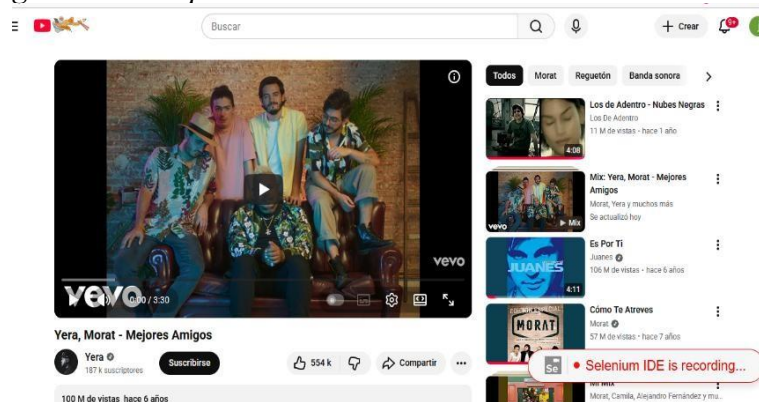 Buscar
Crear
9+
vevo
VEVO
0:00 / 3:30
Yera, Morat - Mejores Amigos
Yera
187 k suscriptores
Suscribirse
554 k
Compartir
100 M de vistas hace 6 años
Todos
Morat
Reguetón
Banda sonora
4:08
Los de Adentro - Nubes Negras
Los De Adentro
11 M de vistas - hace 1 año
vevo
Mix
Mix: Yera, Morat - Mejores
Amigos
Morat, Yera y muchos más
Se actualizó hoy
JUANES
4:11
Es Por Ti
Juanes
106 M de vistas - hace 6 años
MORAT
Cómo Te Atreves
Morat
57 M de vistas - hace 7 años
Se
Selenium IDE is recording...
Mi Mix
Morat, Camila, Alejandro Fernández y mu...